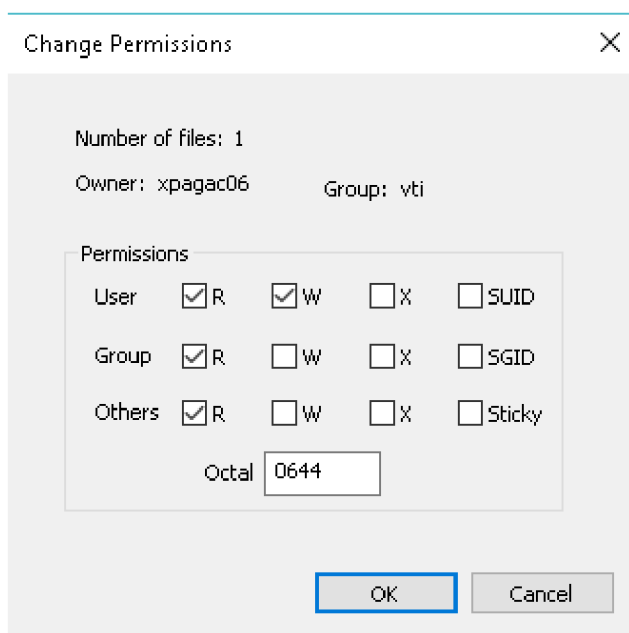 Change Permissions
Number of files: 1
Owner: xpagac06 Group: vti
Permissions
User R W X SUID
Group R W X SGID
Others R W X Sticky
Octal 0644
OK Cancel